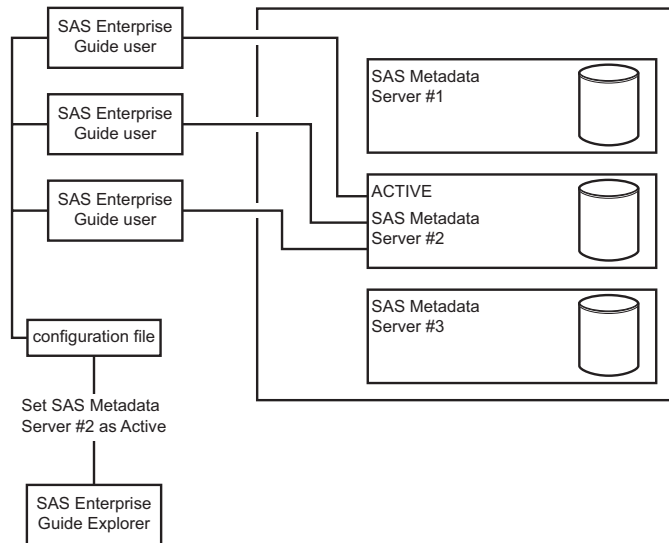 SAS Enterprise
Guide user
SAS Enterprise
Guide user
SAS Enterprise
Guide user
configuration file
Set SAS Metadata
Server #2 as Active
SAS Enterprise
Guide Explorer
SAS Metadata
Server #1
ACTIVE
SAS Metadata
Server #2
SAS Metadata
Server #3